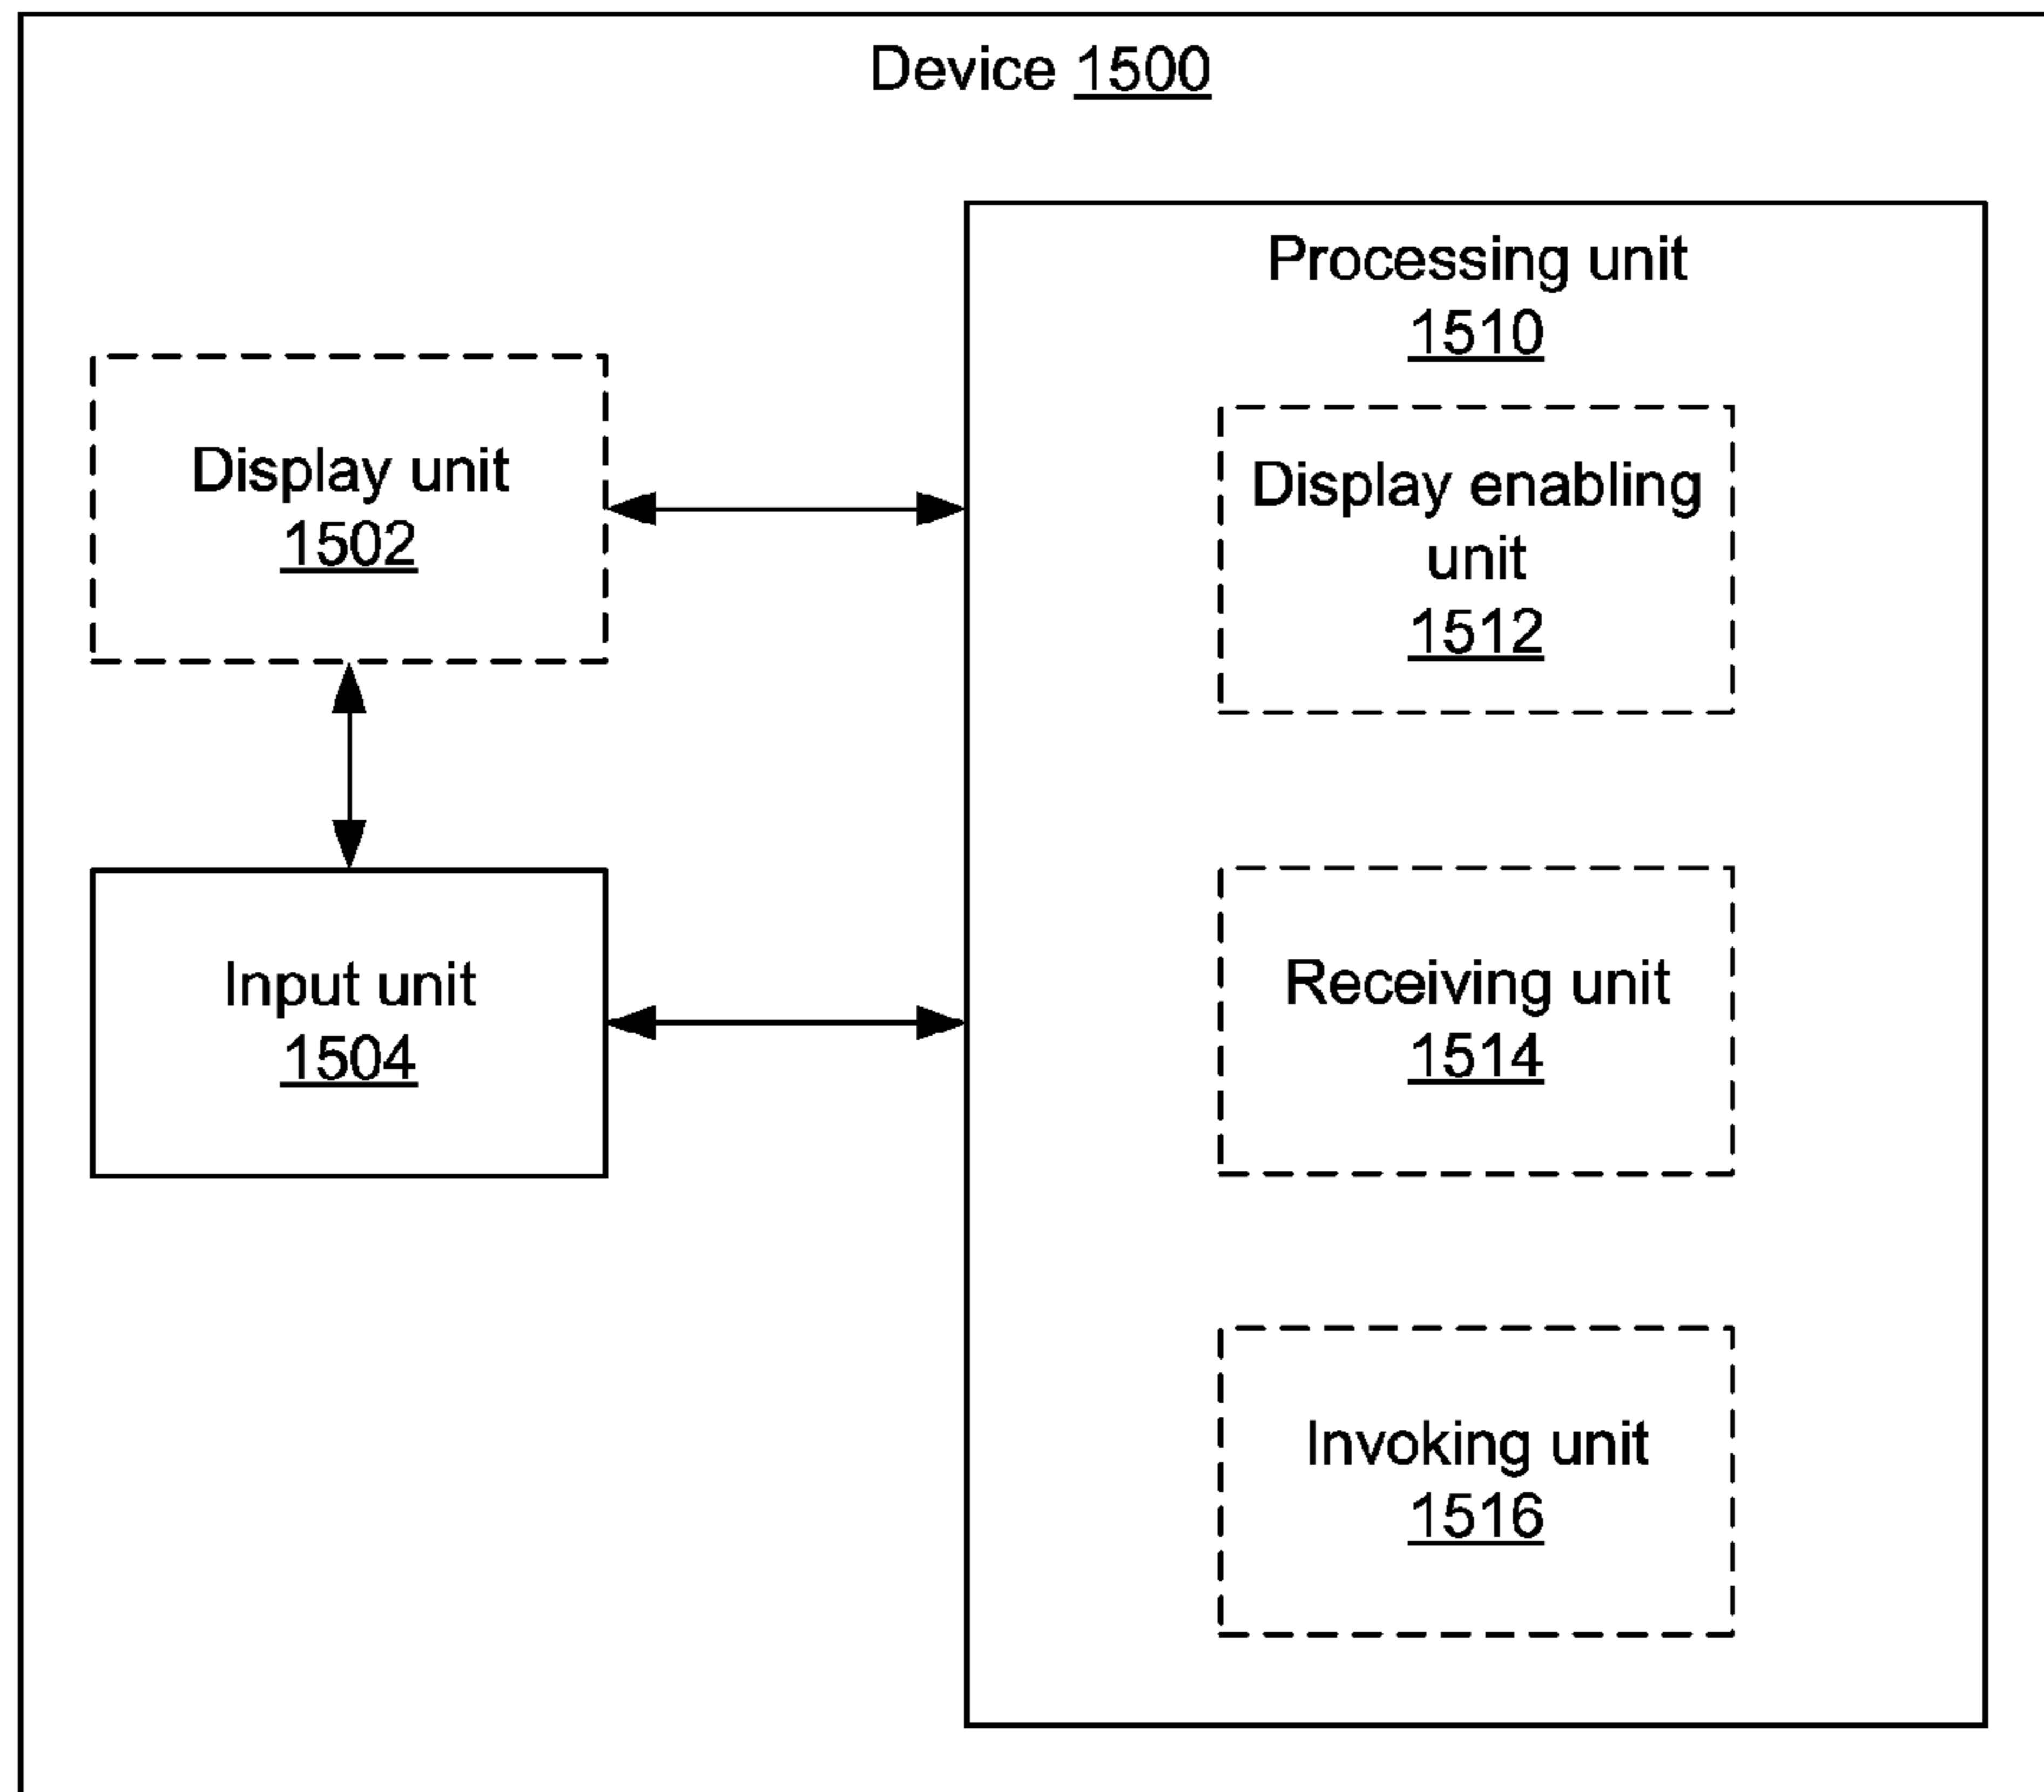 Device 1500
Processing unit
1510
Display unit
1502
Display enabling
unit
1512
Input unit
1504
Receiving unit
1514
Invoking unit
1516